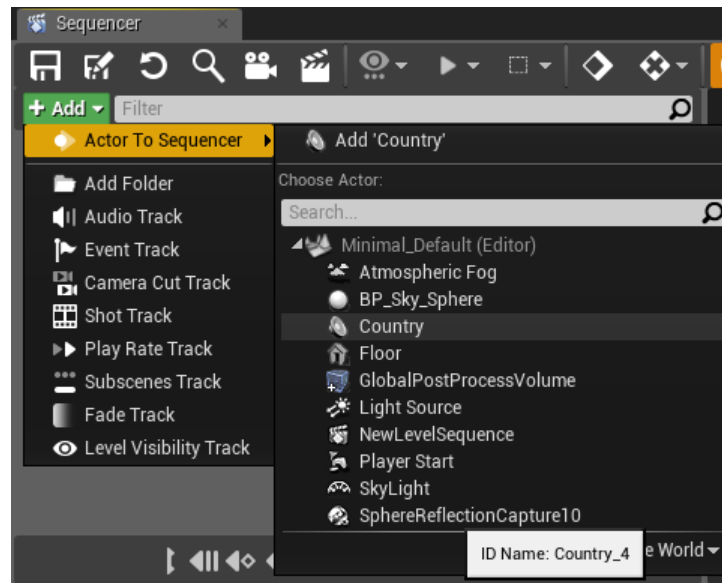 Sequencer
+ Add
Filter
Actor To Sequencer
Add Folder
Audio Track
Event Track
Camera Cut Track
Shot Track
Play Rate Track
Subscenes Track
Fade Track
Level Visibility Track
Add 'Country'
Choose Actor:
Search...
Minimal_Default (Editor)
Atmospheric Fog
BP_Sky_Sphere
Country
Floor
GlobalPostProcessVolume
Light Source
NewLevelSequence
Player Start
SkyLight
SphereReflectionCapture10
ID Name: Country_4
e World